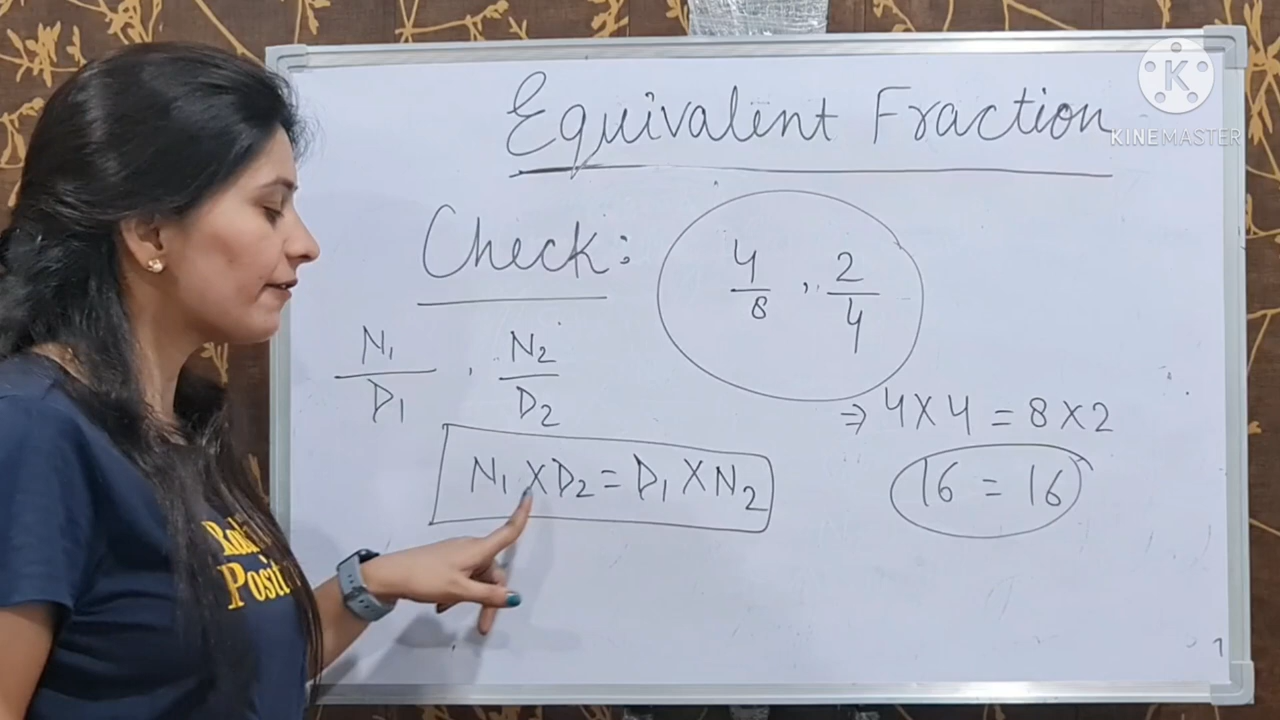 Equivalent Fraction
K
KINEMASTER
Check:
4/8 , 2/4
N₁/D₁ , N₂/D₂
⇒ 4 X 4 = 8 X 2
N₁ X D₂ = D₁ X N₂
16 = 16